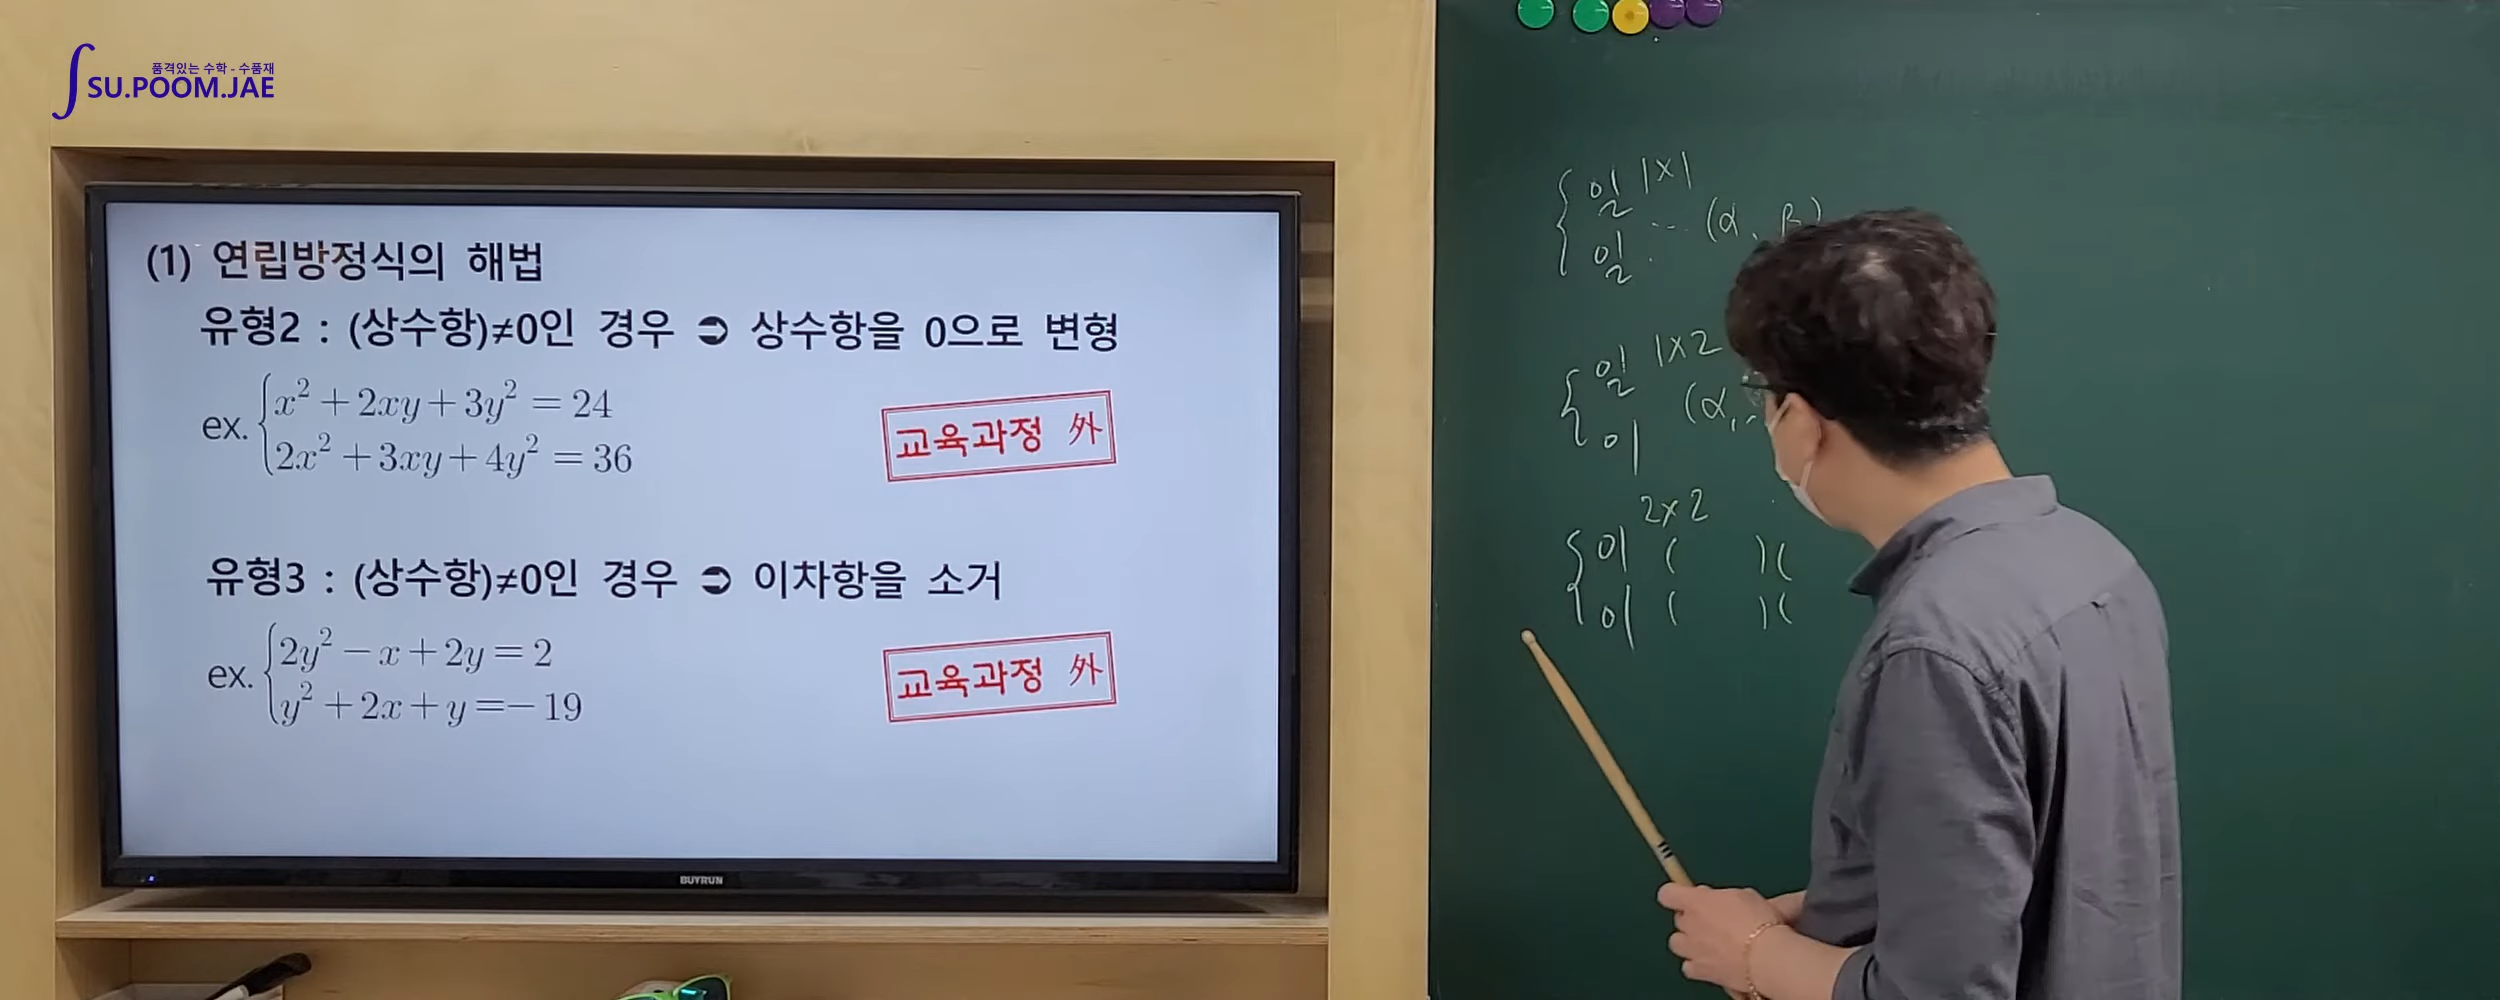 품격있는 수학 - 수품재
SU.POOM.JAE
(1) 연립방정식의 해법
유형2 : (상수항)≠0인 경우 ➲ 상수항을 0으로 변형
ex. { x² + 2xy + 3y² = 24
2x² + 3xy + 4y² = 36
교육과정 外
유형3 : (상수항)≠0인 경우 ➲ 이차항을 소거
ex. { 2y² − x + 2y = 2
y² + 2x + y = − 19
교육과정 外
BUYRUN
{ 일 1×1
일 (α, β)
{ 일 1×2
이 (α,
2×2
{ 이 ( )(
이 ( )(